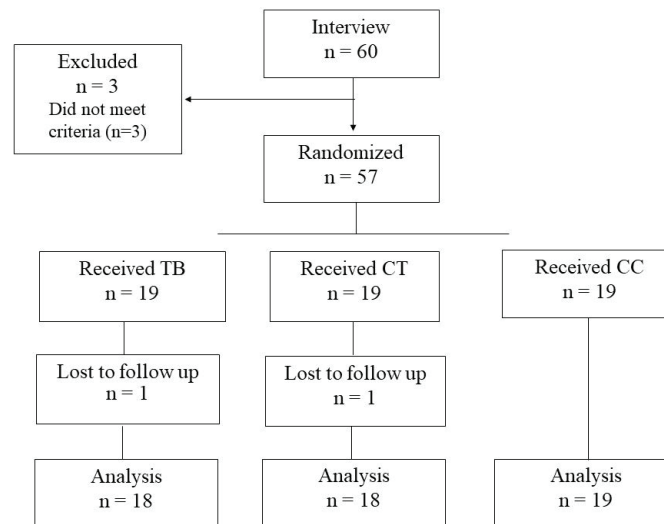 Interview
n = 60
Excluded
n = 3
Did not meet
criteria (n=3)
Randomized
n = 57
Received TB
n = 19
Received CT
n = 19
Received CC
n = 19
Lost to follow up
n = 1
Lost to follow up
n = 1
Analysis
n = 18
Analysis
n = 18
Analysis
n = 19